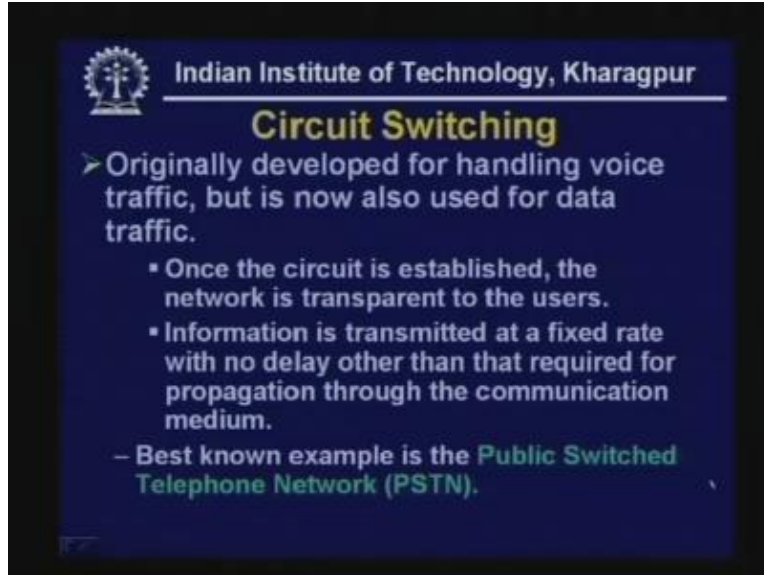 Indian Institute of Technology, Kharagpur
Circuit Switching
➢Originally developed for handling voice
traffic, but is now also used for data
traffic.
▪ Once the circuit is established, the
network is transparent to the users.
▪ Information is transmitted at a fixed rate
with no delay other than that required for
propagation through the communication
medium.
– Best known example is the Public Switched
Telephone Network (PSTN).